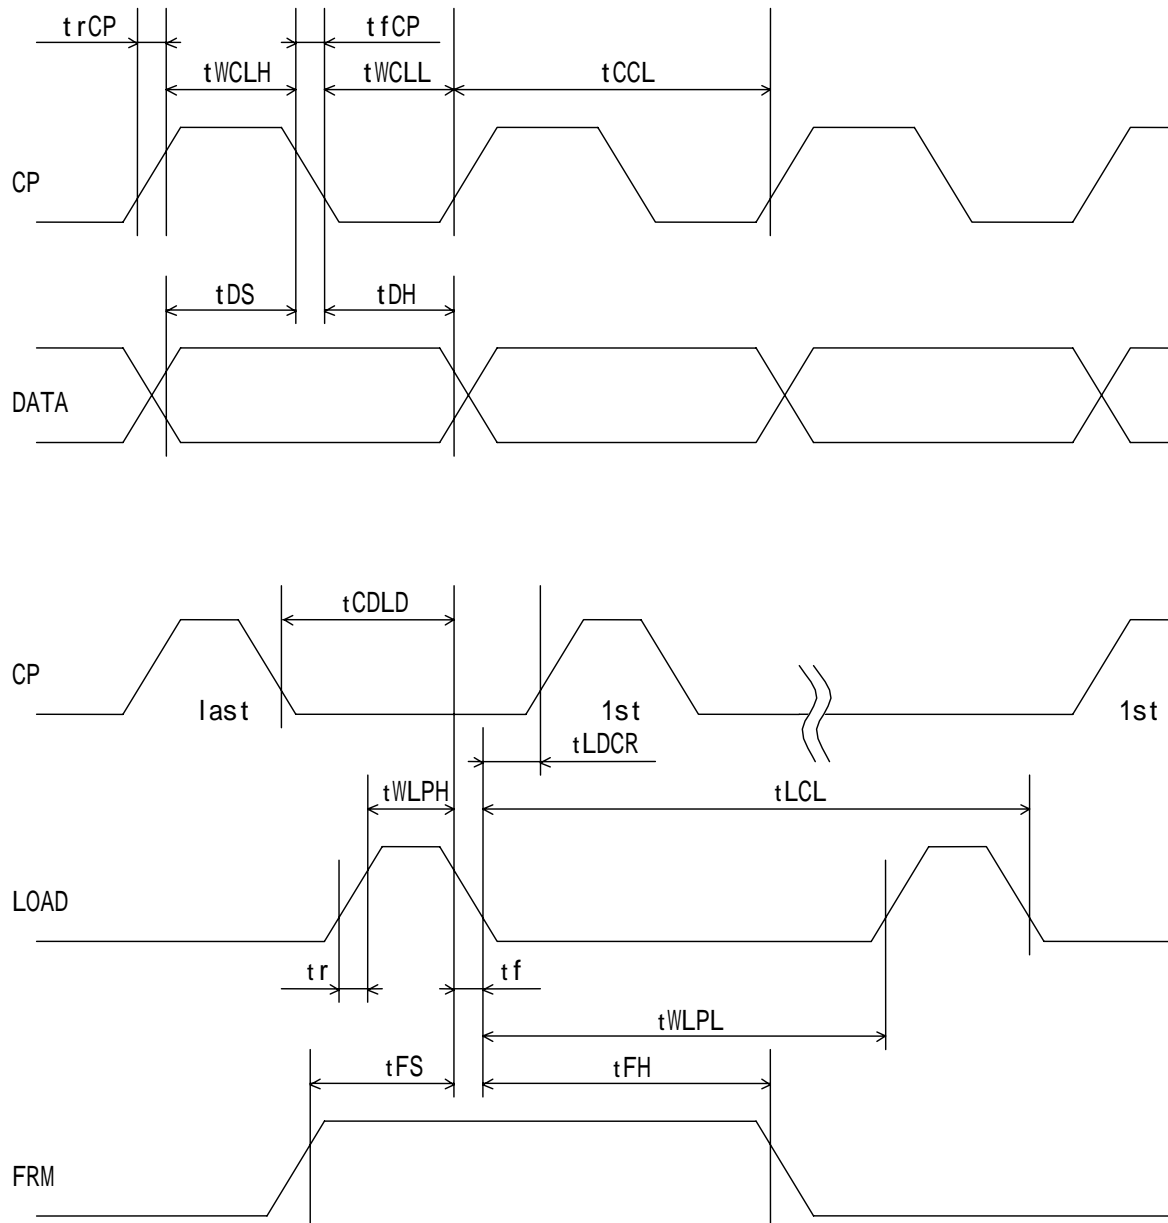 trCP tfCP
tWCLH tWCLL tCCL
CP
tDS tDH
DATA
tCDLD
CP
last 1st 1st
tLDCR
tWLPH tLCL
LOAD
tr tf
tWLPL
tFS tFH
FRM